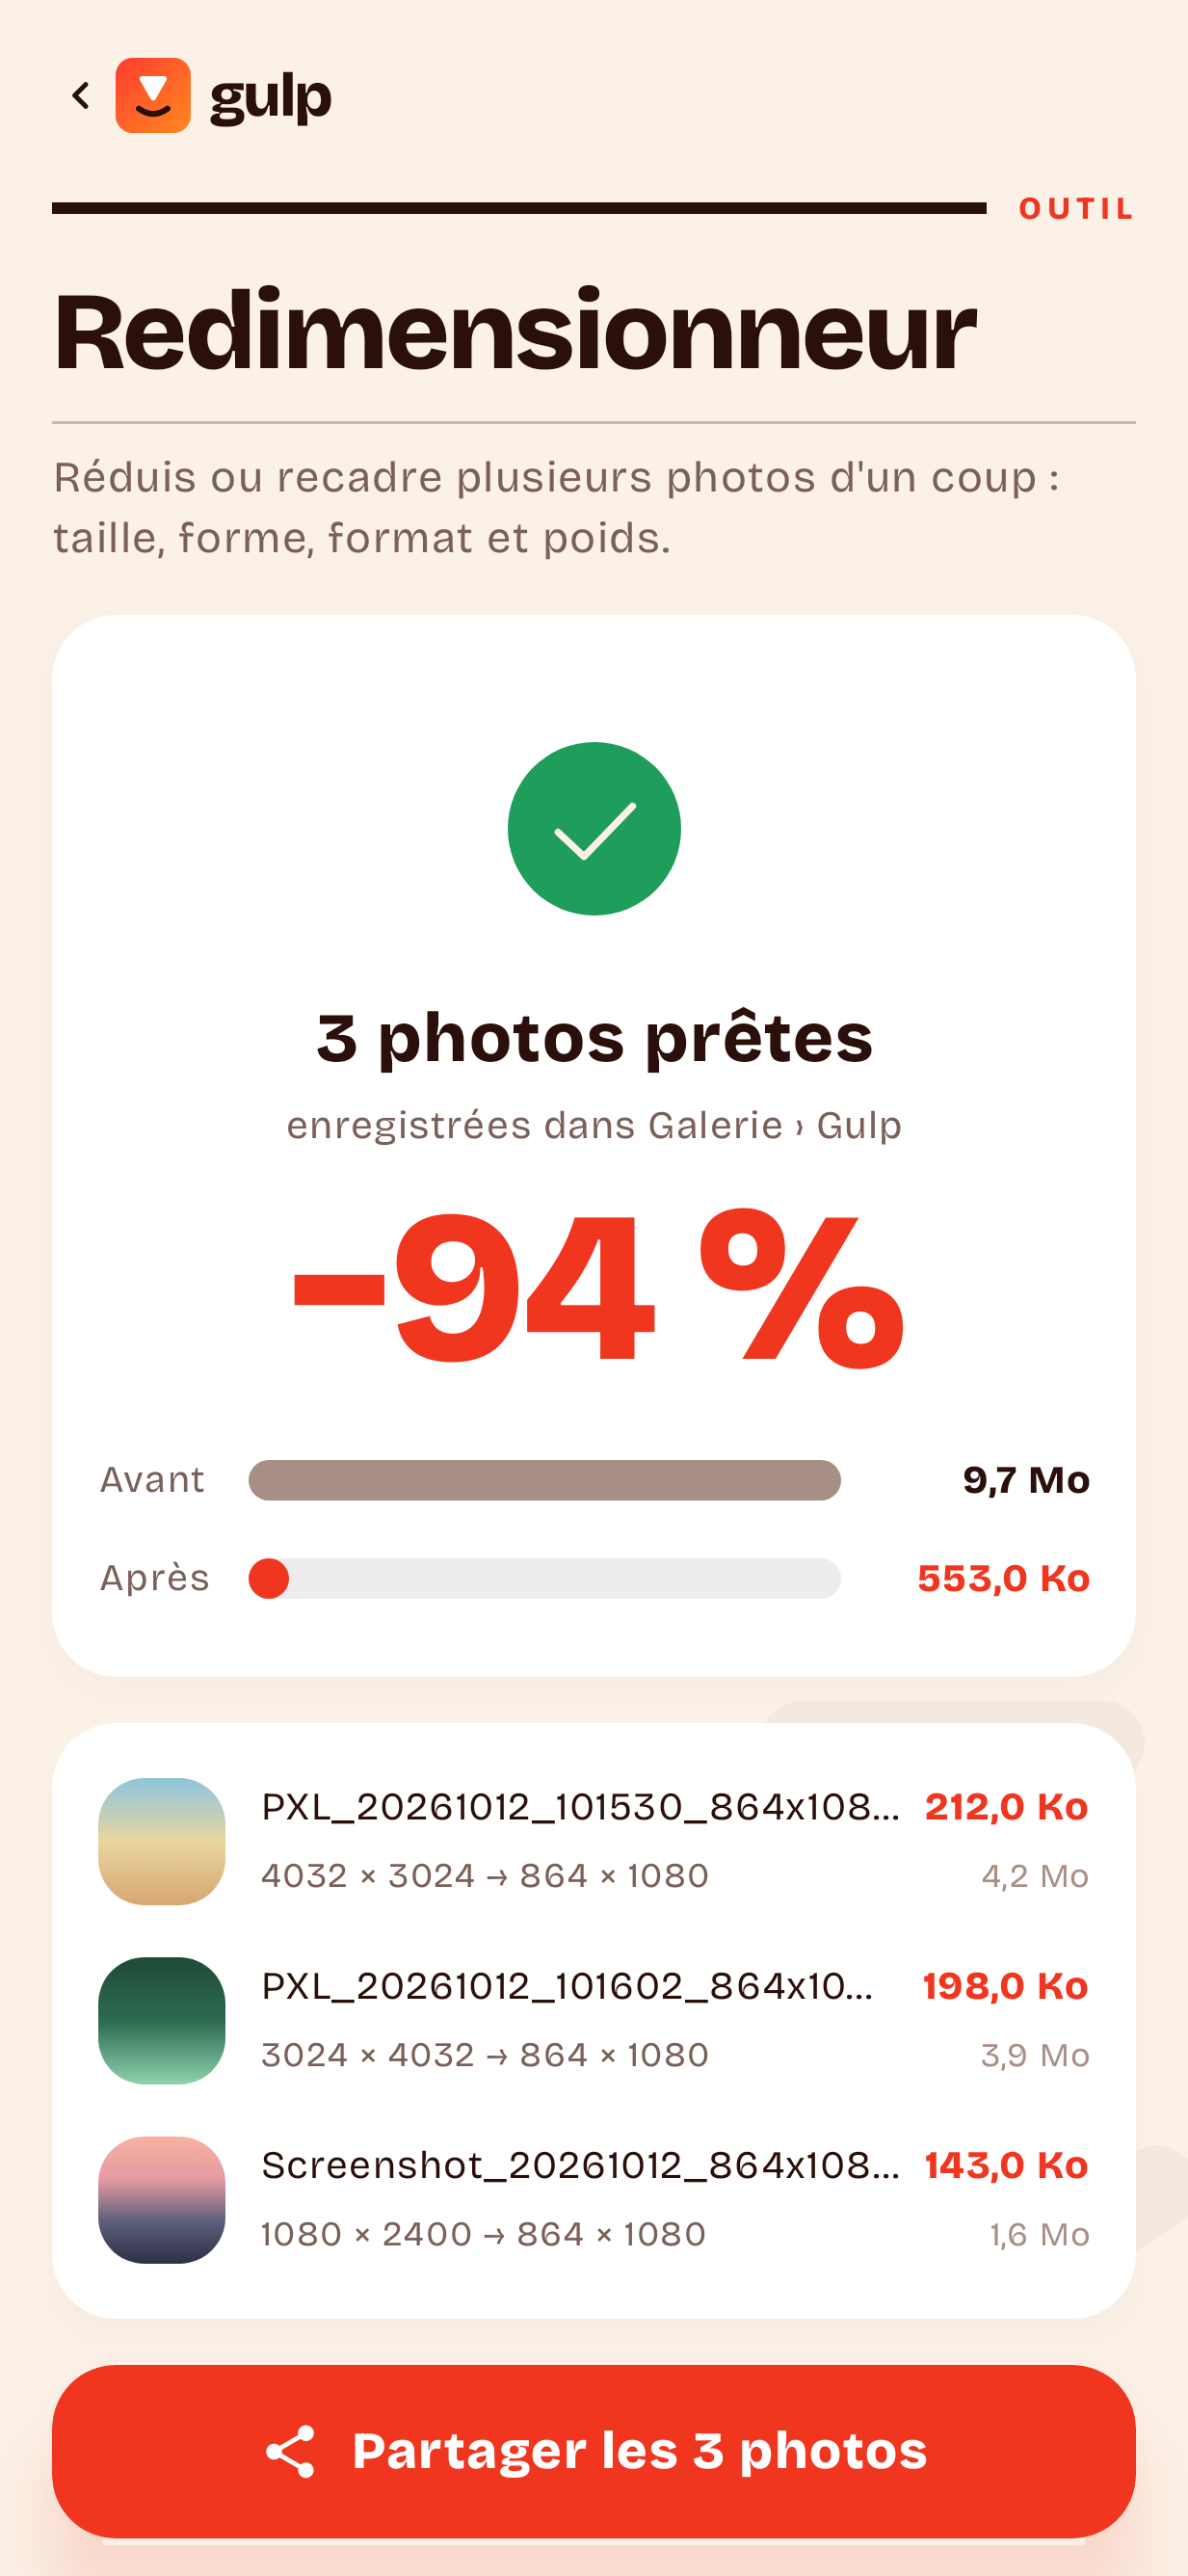 gulp
OUTIL
Redimensionneur
Réduis ou recadre plusieurs photos d'un coup :
taille, forme, format et poids.
3 photos prêtes
enregistrées dans Galerie › Gulp
-94 %
Avant 9,7 Mo
Après 553,0 Ko
PXL_20261012_101530_864x108... 212,0 Ko
4032 × 3024 → 864 × 1080 4,2 Mo
PXL_20261012_101602_864x10... 198,0 Ko
3024 × 4032 → 864 × 1080 3,9 Mo
Screenshot_20261012_864x108... 143,0 Ko
1080 × 2400 → 864 × 1080 1,6 Mo
Partager les 3 photos